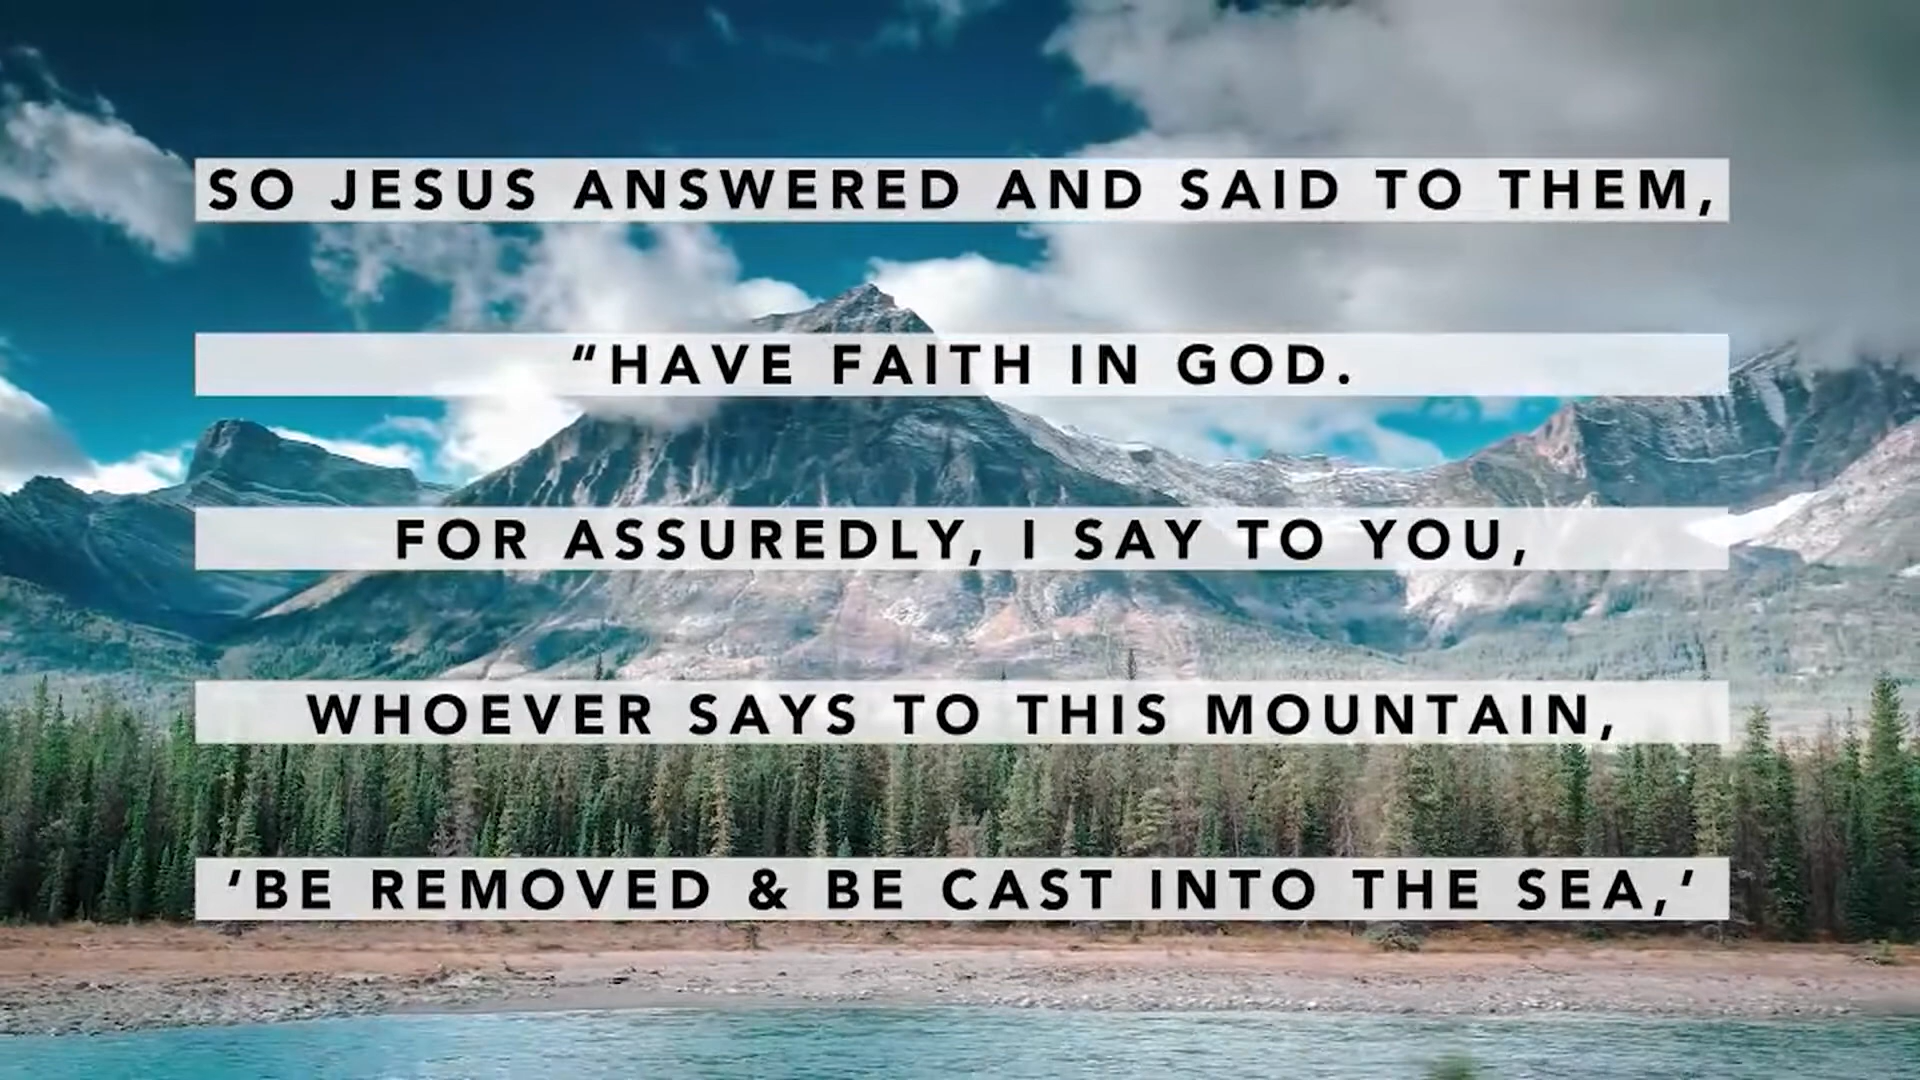 SO JESUS ANSWERED AND SAID TO THEM,
“HAVE FAITH IN GOD.
FOR ASSUREDLY, I SAY TO YOU,
WHOEVER SAYS TO THIS MOUNTAIN,
‘BE REMOVED & BE CAST INTO THE SEA,’